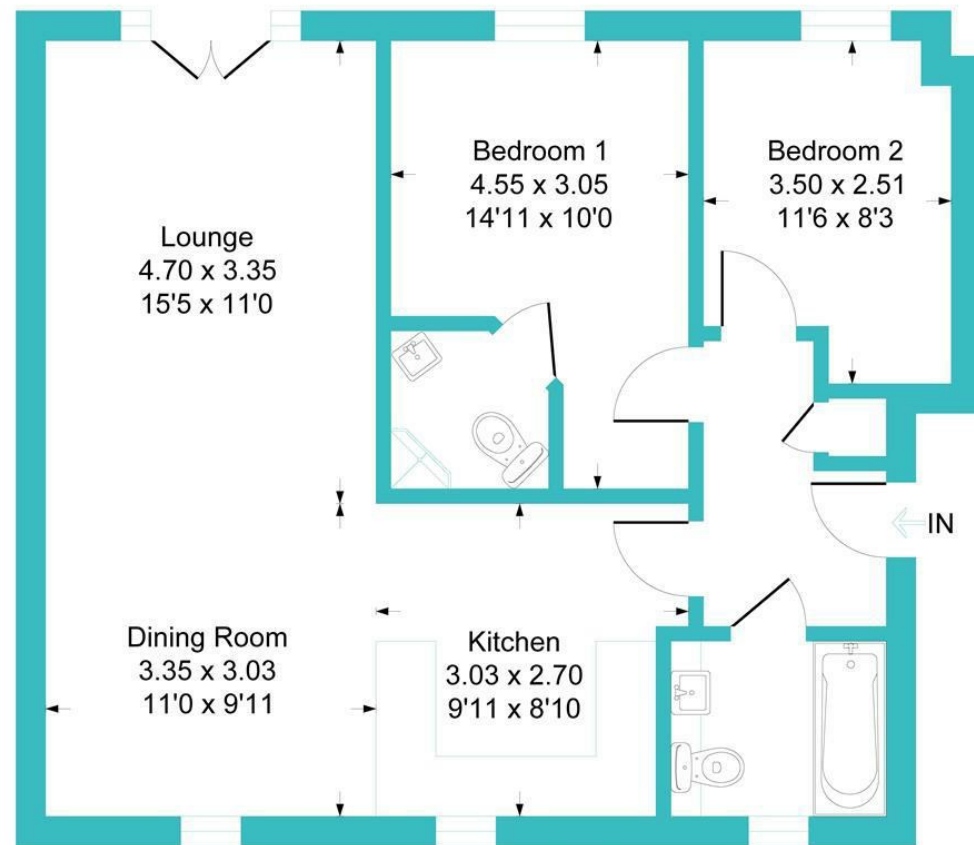 Bedroom 1
4.55 x 3.05
14'11 x 10'0
Bedroom 2
3.50 x 2.51
11'6 x 8'3
Lounge
4.70 x 3.35
15'5 x 11'0
IN
Dining Room
3.35 x 3.03
11'0 x 9'11
Kitchen
3.03 x 2.70
9'11 x 8'10